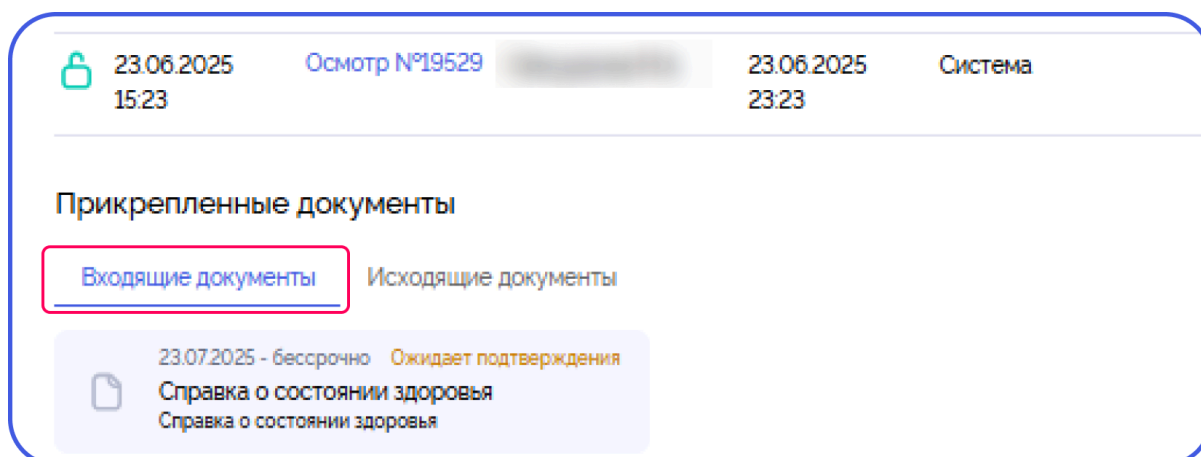 23.06.2025 Осмотр №19529 23.06.2025 Система
15:23 23:23
Прикрепленные документы
Входящие документы Исходящие документы
23.07.2025 - бессрочно Ожидает подтверждения
Справка о состоянии здоровья
Справка о состоянии здоровья